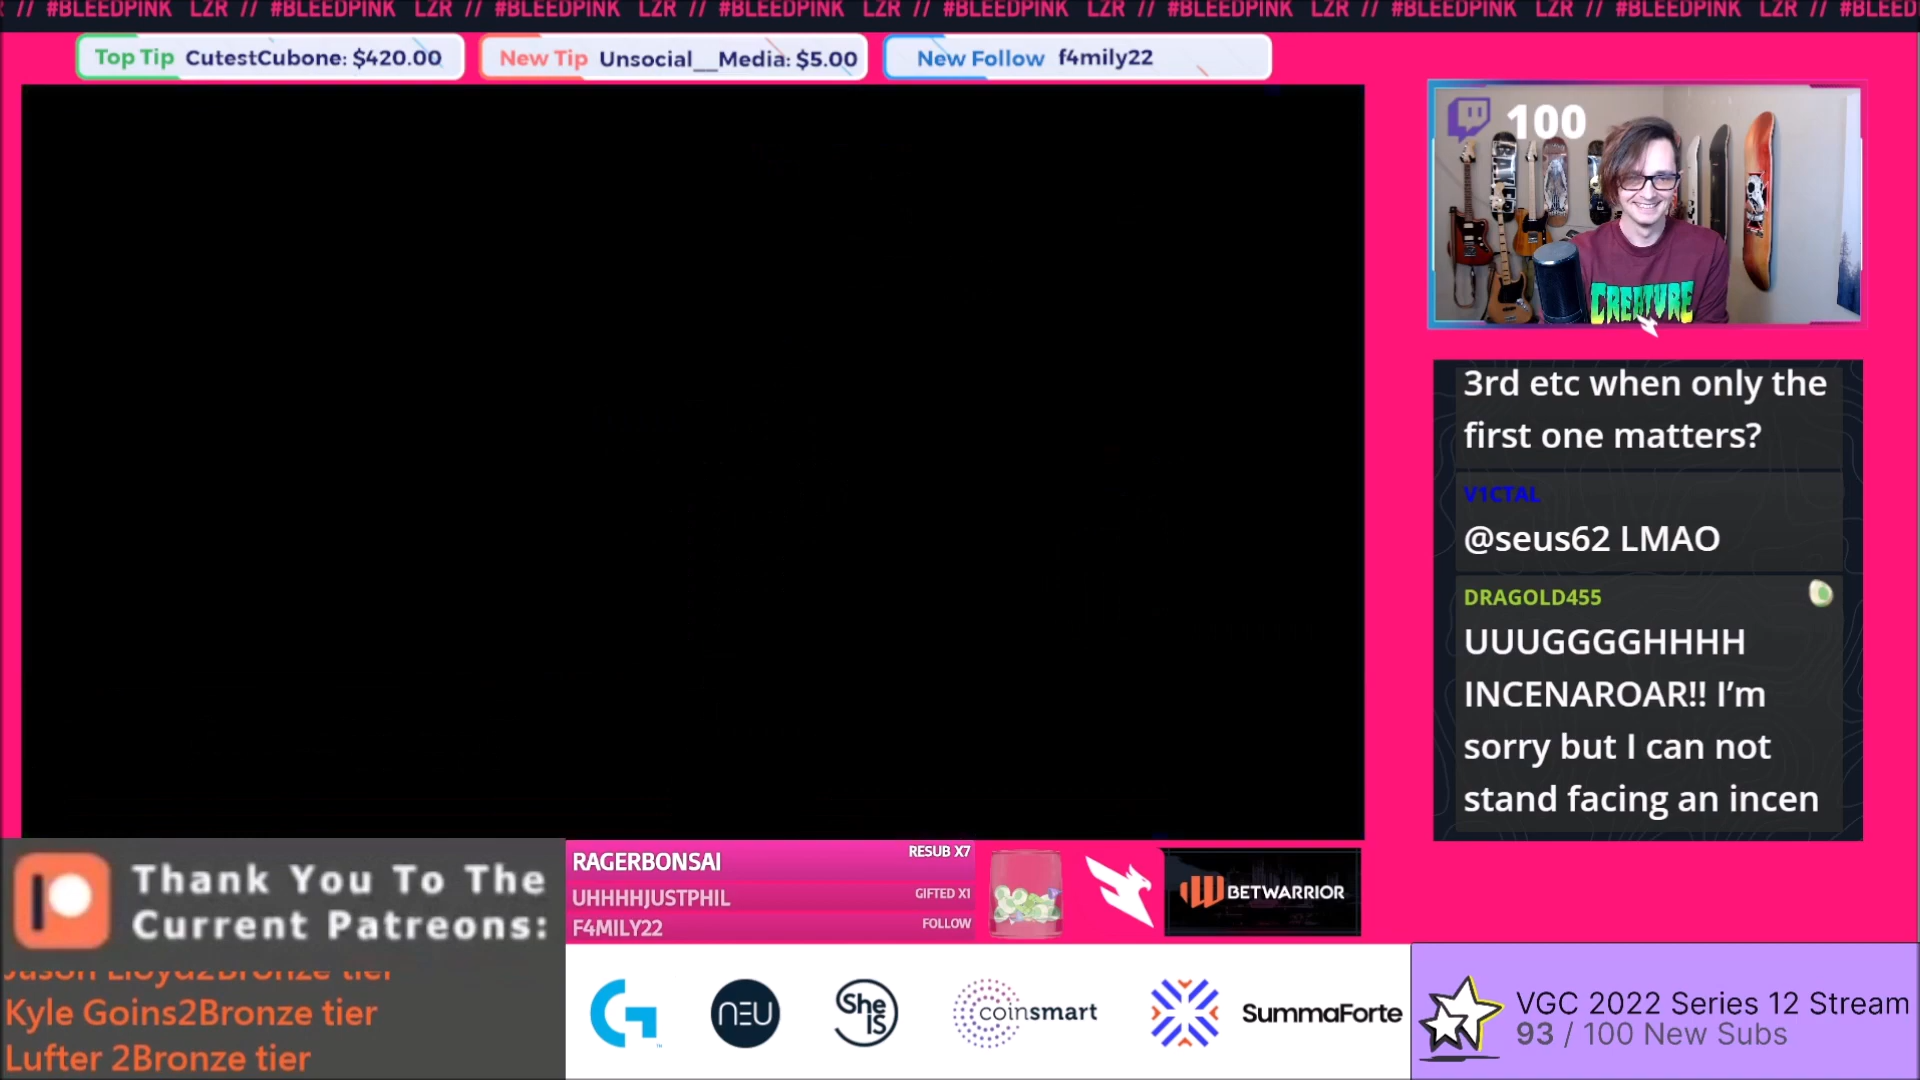 // #BLEEDPINK LZR // #BLEEDPINK LZR // #BLEEDPINK LZR // #BLEEDPINK LZR // #BLEEDPINK LZR // #BLEEDPINK LZR // #BLEEDPINK LZR // #BLEEDPINK LZR // #BLEED
Top Tip CutestCubone: $420.00
New Tip Unsocial__Media: $5.00
New Follow f4mily22
100
CREATURE
3rd etc when only the
first one matters?
V1CTAL
@seus62 LMAO
DRAGOLD455
UUUGGGGHHHH
INCENAROAR!! I’m
sorry but I can not
stand facing an incen
Thank You To The
Current Patreons:
Jason Lloyd2Bronze tier
Kyle Goins2Bronze tier
Lufter 2Bronze tier
RAGERBONSAI RESUB X7
UHHHHJUSTPHIL GIFTED X1
F4MILY22 FOLLOW
BETWARRIOR
G
NEU
She
IS
coinsmart
SummaForte
VGC 2022 Series 12 Stream
93 / 100 New Subs